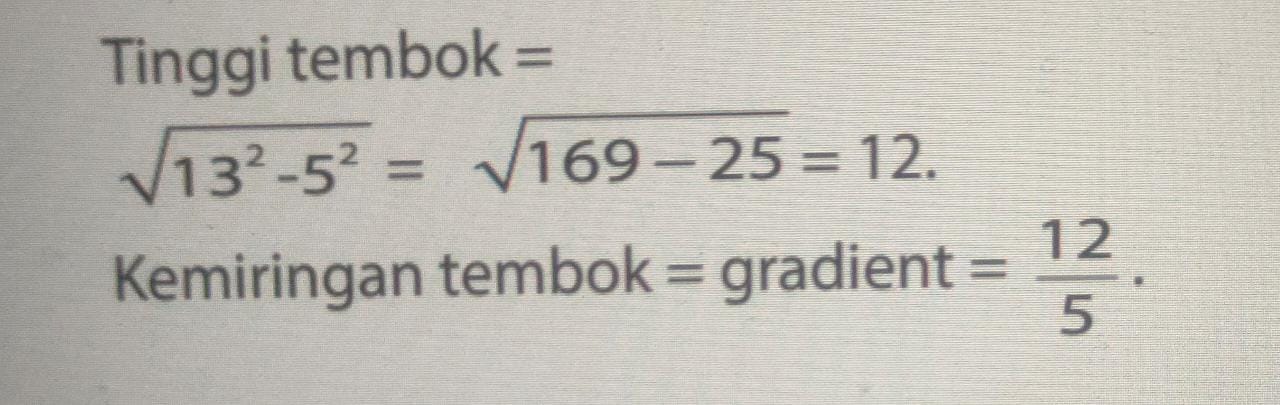 Tinggi tembok =
√13²-5² = √169 – 25 = 12.
Kemiringan tembok = gradient = 12/5.